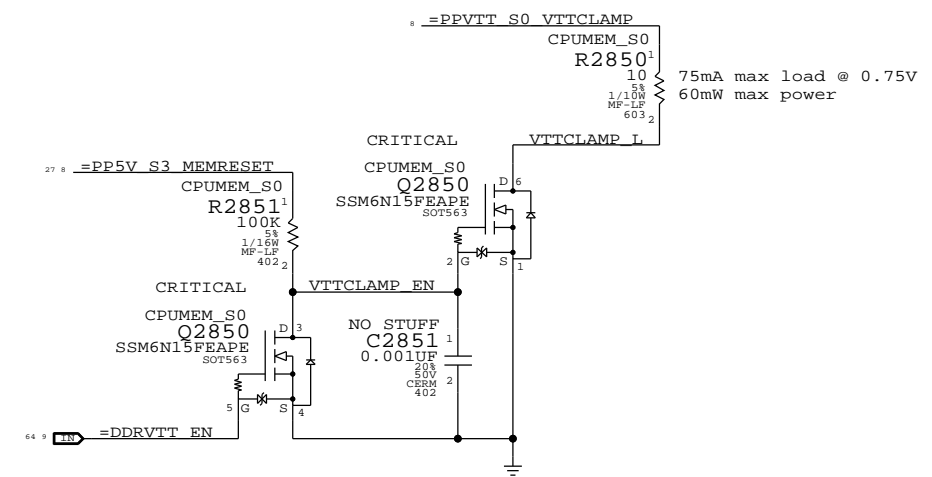 8 =PPVTT_S0_VTTCLAMP
CPUMEM_S0
R2850 1
10
5%
1/10W
MF-LF
603 2
75mA max load @ 0.75V
60mW max power
CRITICAL
VTTCLAMP_L
CPUMEM_S0
Q2850
SSM6N15FEAPE
SOT563
D 6
2 G S 1
27 8 =PP5V_S3_MEMRESET
CPUMEM_S0
R2851 1
100K
5%
1/16W
MF-LF
402 2
CRITICAL
VTTCLAMP_EN
CPUMEM_S0
Q2850
SSM6N15FEAPE
SOT563
D 3
5 G S 4
NO STUFF
C2851 1
0.001UF
20%
50V
CERM
402
2
64 9 IN =DDRVTT_EN